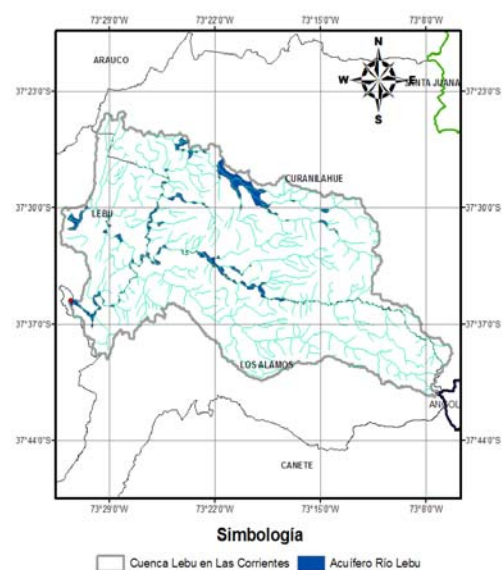 73°29'0"W 73°22'0"W 73°15'0"W 73°8'0"W
ARAUCO
N
W E
S
SANTA JUANA
37°23'0"S 37°23'0"S
CURANILAHUE
37°30'0"S 37°30'0"S
LEBU
37°37'0"S 37°37'0"S
LOS ALAMOS
ANGOL
37°44'0"S 37°44'0"S
CAÑETE
73°29'0"W 73°22'0"W 73°15'0"W 73°8'0"W
Simbología
Cuenca Lebu en Las Corrientes Acuífero Río Lebu